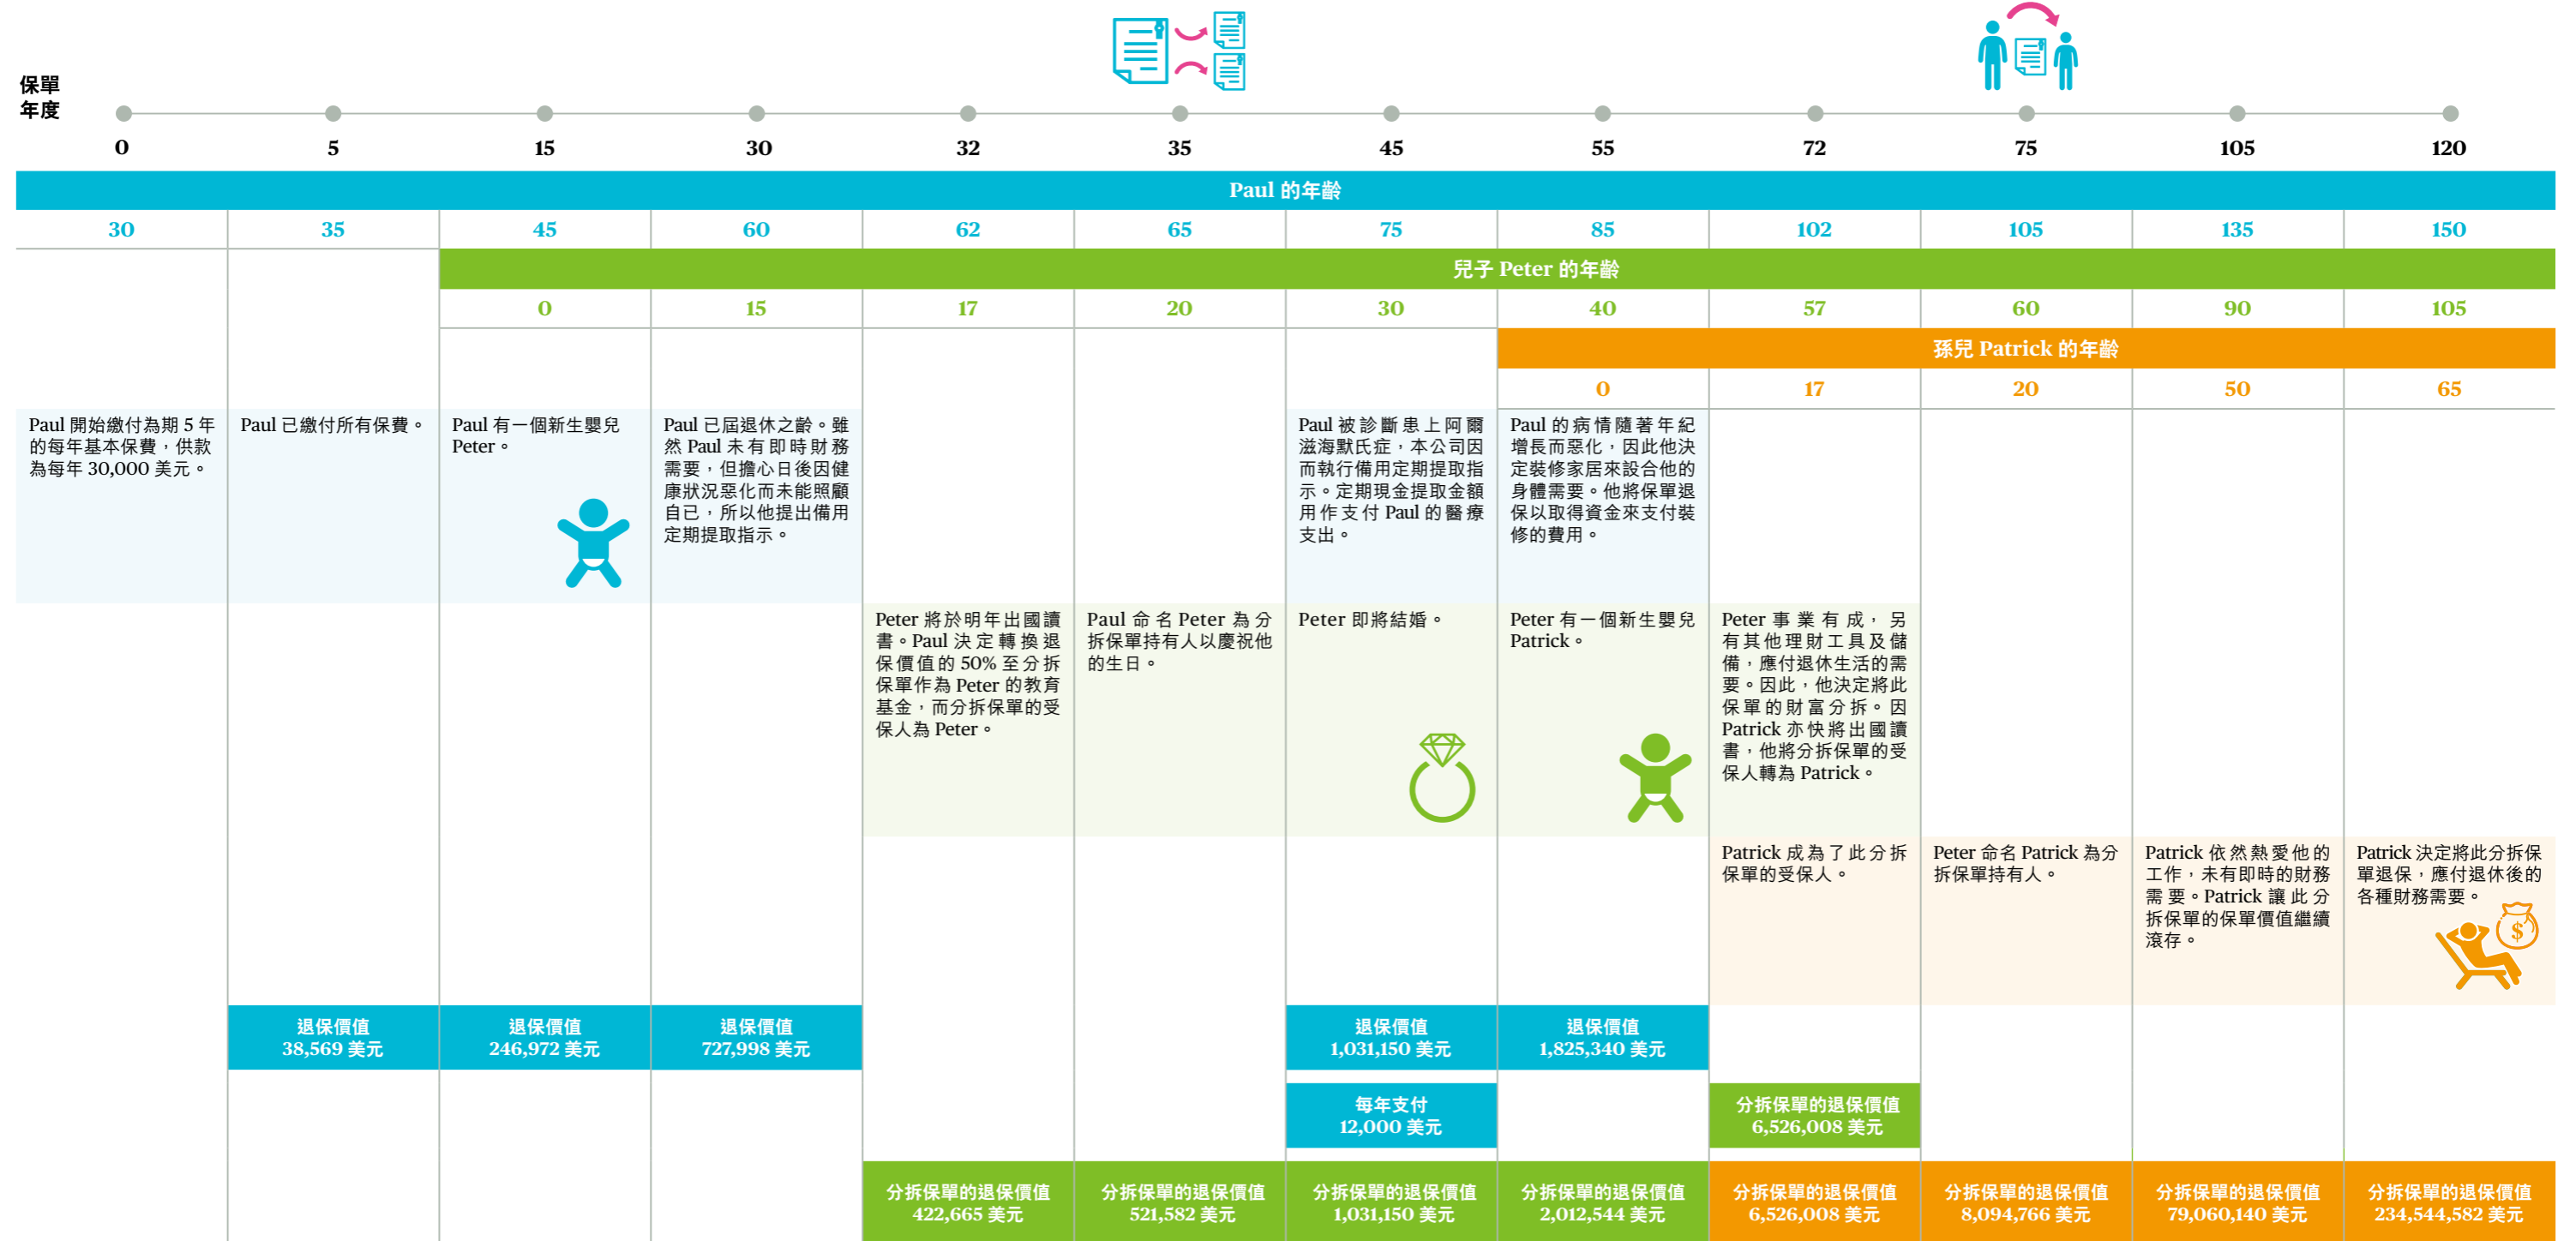 保單
年度
0 5 15 30 32 35 45 55 72 75 105 120
Paul 的年齡
30 35 45 60 62 65 75 85 102 105 135 150
兒子 Peter 的年齡
0 15 17 20 30 40 57 60 90 105
孫兒 Patrick 的年齡
0 17 20 50 65
Paul 開始繳付為期 5 年
的每年基本保費，供款
為每年 30,000 美元。
Paul 已繳付所有保費。
Paul 有一個新生嬰兒
Peter。
Paul 已屆退休之齡。雖
然 Paul 未有即時財務
需要，但擔心日後因健
康狀況惡化而未能照顧
自己，所以他提出備用
定期提取指示。
Paul 被診斷患上阿爾
滋海默氏症，本公司因
而執行備用定期提取指
示。定期現金提取金額
用作支付 Paul 的醫療
支出。
Paul 的病情隨著年紀
增長而惡化，因此他決
定裝修家居來設合他的
身體需要。他將保單退
保以取得資金來支付裝
修的費用。
Peter 將於明年出國讀
書。Paul 決定轉換退
保價值的 50% 至分拆
保單作為 Peter 的教育
基金，而分拆保單的受
保人為 Peter。
Paul 命名 Peter 為分
拆保單持有人以慶祝他
的生日。
Peter 即將結婚。
Peter 有一個新生嬰兒
Patrick。
Peter 事業有成，另
有其他理財工具及儲
備，應付退休生活的需
要。因此，他決定將此
保單的財富分拆。因
Patrick 亦快將出國讀
書，他將分拆保單的受
保人轉為 Patrick。
Patrick 成為了此分拆
保單的受保人。
Peter 命名 Patrick 為分
拆保單持有人。
Patrick 依然熱愛他的
工作，未有即時的財務
需要。Patrick 讓此分
拆保單的保單價值繼續
滾存。
Patrick 決定將此分拆保
單退保，應付退休後的
各種財務需要。
$
退保價值
38,569 美元
退保價值
246,972 美元
退保價值
727,998 美元
退保價值
1,031,150 美元
退保價值
1,825,340 美元
每年支付
12,000 美元
分拆保單的退保價值
6,526,008 美元
分拆保單的退保價值
422,665 美元
分拆保單的退保價值
521,582 美元
分拆保單的退保價值
1,031,150 美元
分拆保單的退保價值
2,012,544 美元
分拆保單的退保價值
6,526,008 美元
分拆保單的退保價值
8,094,766 美元
分拆保單的退保價值
79,060,140 美元
分拆保單的退保價值
234,544,582 美元